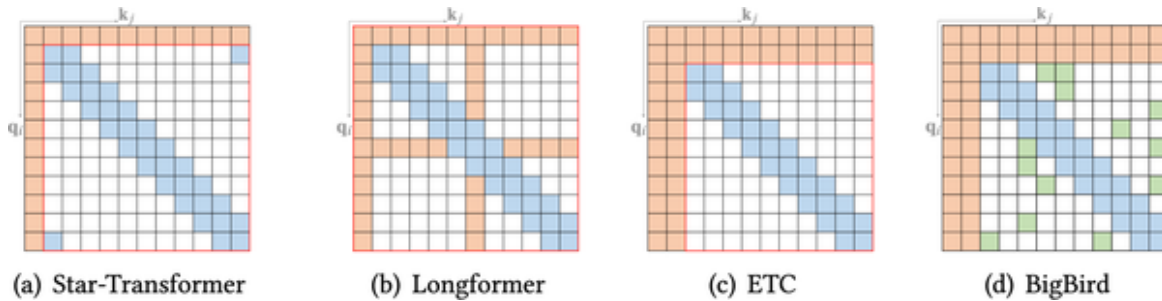 k_j k_j k_j k_j
q_i q_i q_i q_i
(a) Star-Transformer (b) Longformer (c) ETC (d) BigBird